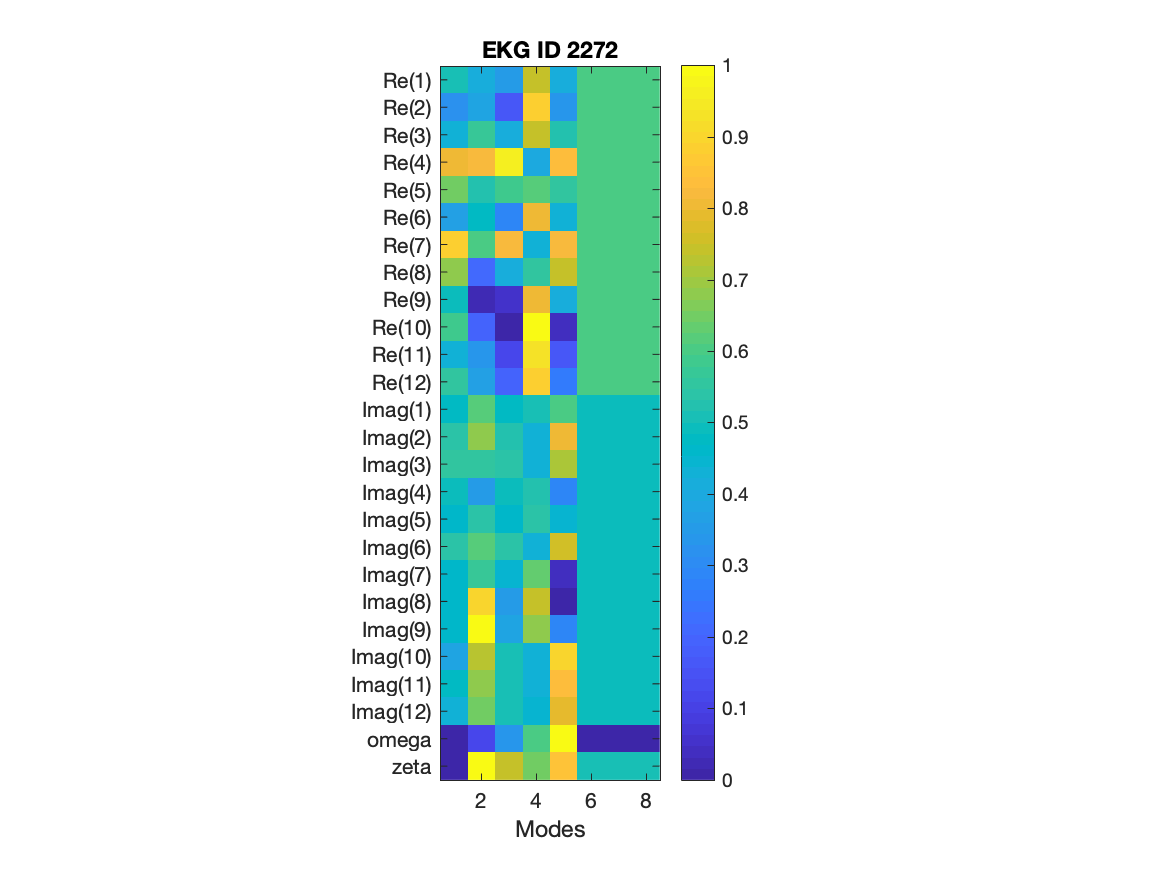 EKG ID 2272
Re(1)
Re(2)
Re(3)
Re(4)
Re(5)
Re(6)
Re(7)
Re(8)
Re(9)
Re(10)
Re(11)
Re(12)
Imag(1)
Imag(2)
Imag(3)
Imag(4)
Imag(5)
Imag(6)
Imag(7)
Imag(8)
Imag(9)
Imag(10)
Imag(11)
Imag(12)
omega
zeta
2 4 6 8
Modes
1
0.9
0.8
0.7
0.6
0.5
0.4
0.3
0.2
0.1
0